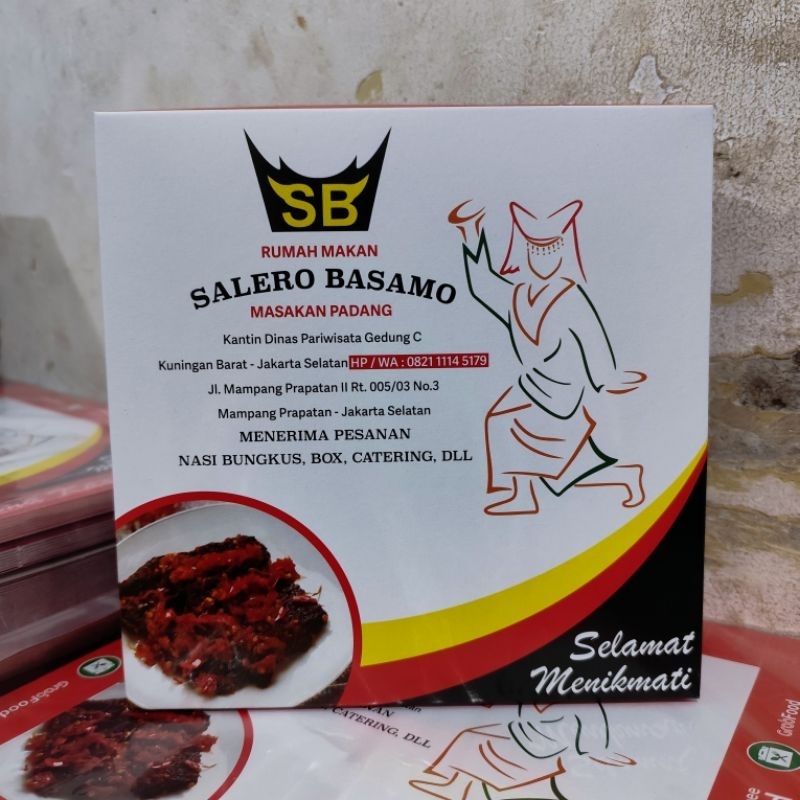 SB
RUMAH MAKAN
SALERO BASAMO
MASAKAN PADANG
Kantin Dinas Pariwisata Gedung C
Kuningan Barat - Jakarta Selatan HP / WA : 0821 1114 5179
Jl. Mampang Prapatan II Rt. 005/03 No.3
Mampang Prapatan - Jakarta Selatan
MENERIMA PESANAN
NASI BUNGKUS, BOX, CATERING, DLL
Selamat
Menikmati
GrabFood
CATERING, DLL
GrabFood